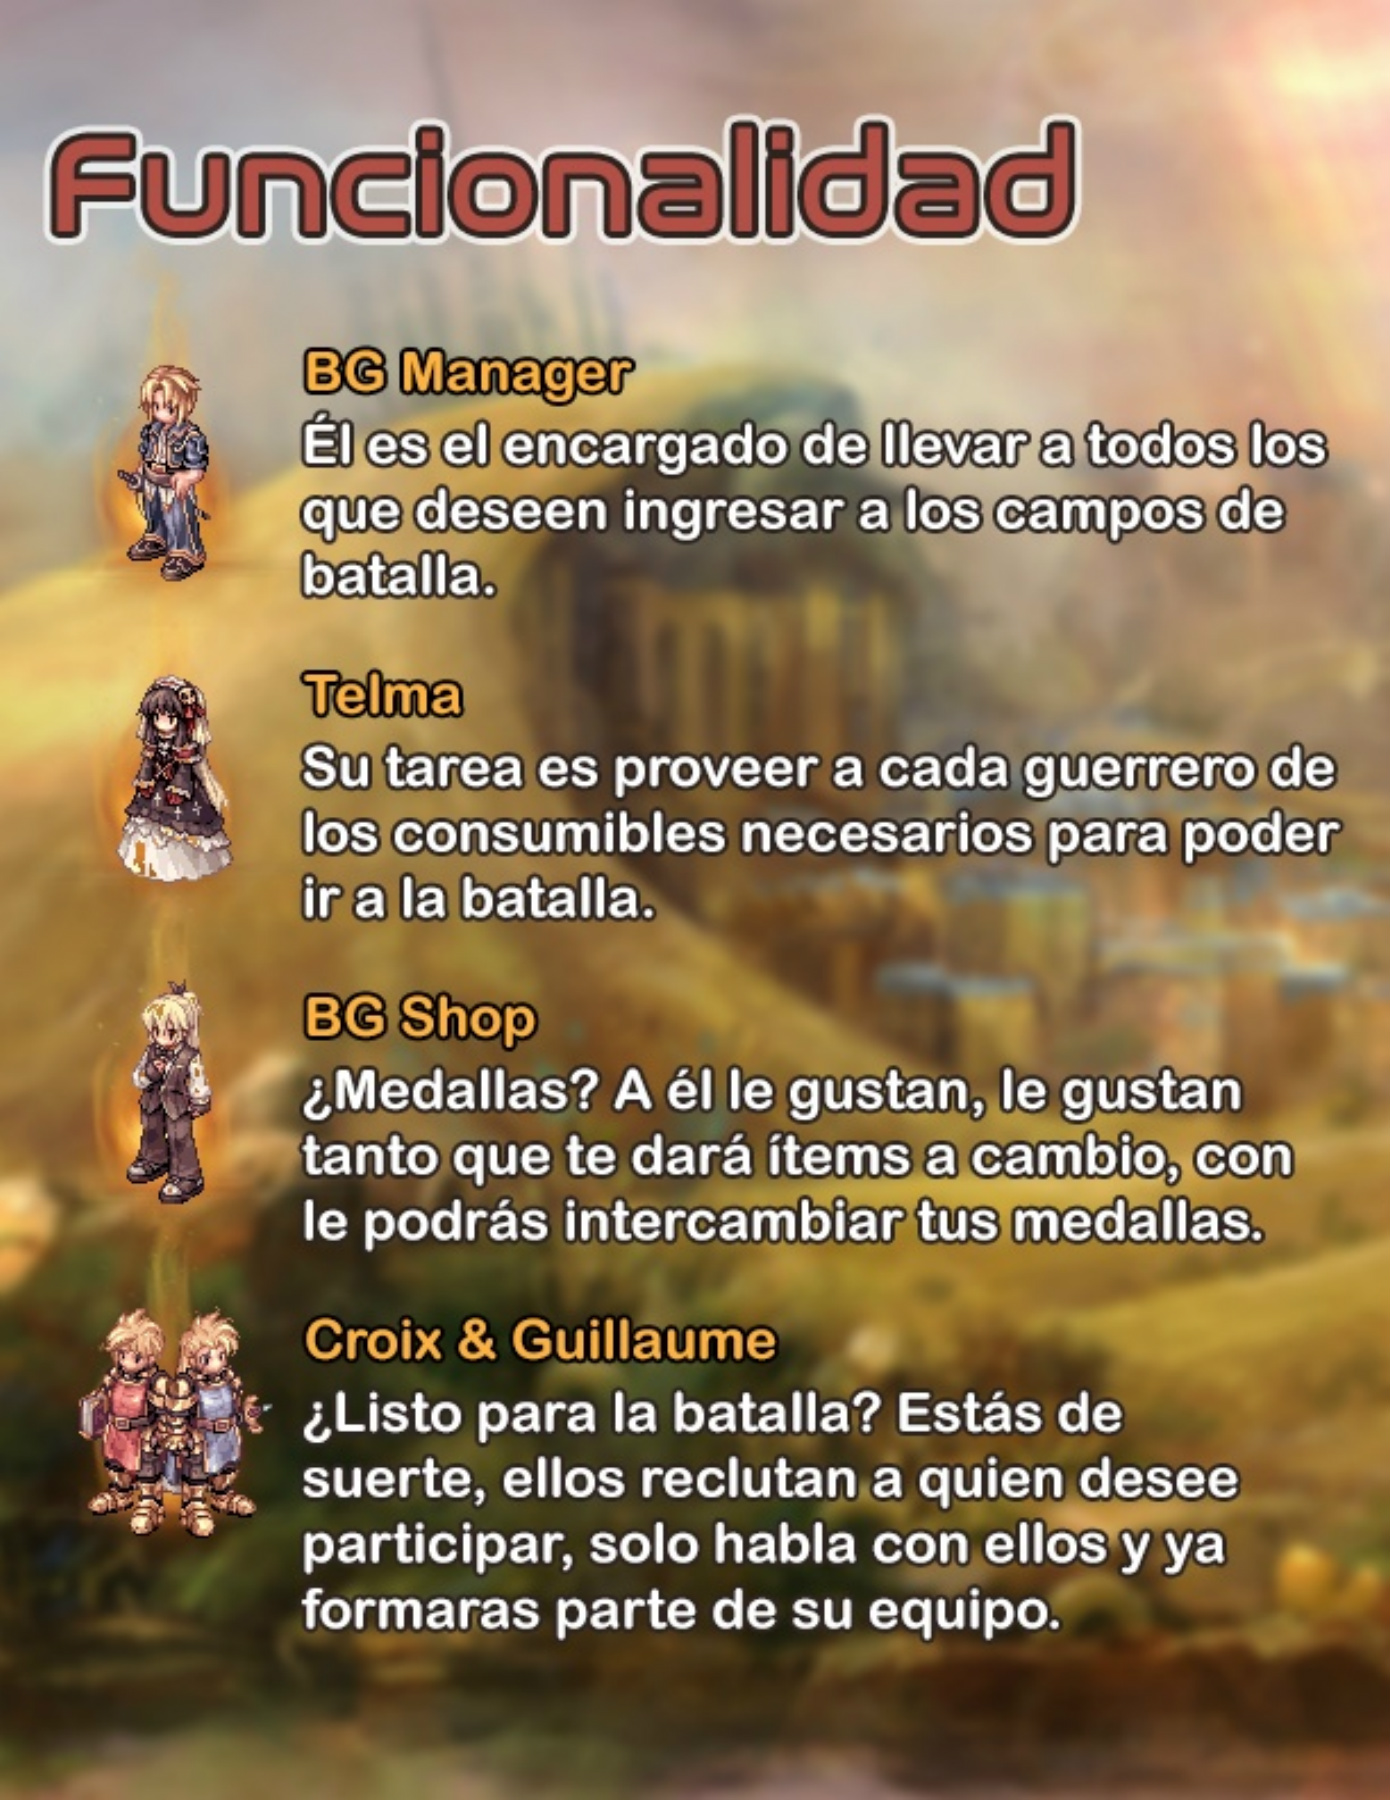 Funcionalidad
BG Manager
Él es el encargado de llevar a todos los
que deseen ingresar a los campos de
batalla.
Telma
Su tarea es proveer a cada guerrero de
los consumibles necesarios para poder
ir a la batalla.
BG Shop
¿Medallas? A él le gustan, le gustan
tanto que te dará ítems a cambio, con
le podrás intercambiar tus medallas.
Croix & Guillaume
¿Listo para la batalla? Estás de
suerte, ellos reclutan a quien desee
participar, solo habla con ellos y ya
formaras parte de su equipo.